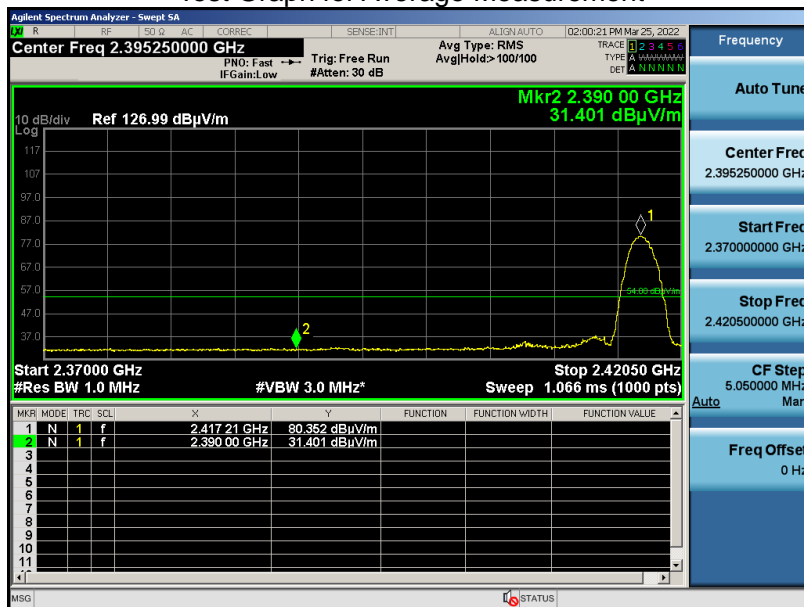 Test Graph for Average Measurement
Agilent Spectrum Analyzer - Swept SA
LXI R RF 50 Ω AC CORREC SENSE:INT ALIGN AUTO 02:00:21 PM Mar 25, 2022
Center Freq 2.395250000 GHz
PNO: Fast
IFGain:Low
Trig: Free Run
#Atten: 30 dB
Avg Type: RMS
Avg|Hold>100/100
TRACE 1 2 3 4 5 6
TYPE A WWWWW
DET A N N N N N
Mkr2 2.390 00 GHz
31.401 dBµV/m
10 dB/div Ref 126.99 dBµV/m
Log
117
107
97.0
87.0
77.0
67.0
57.0
47.0
37.0
1
54.00 dBµV/m
2
Start 2.37000 GHz Stop 2.42050 GHz
#Res BW 1.0 MHz #VBW 3.0 MHz* Sweep 1.066 ms (1000 pts)
MKR MODE TRC SCL X Y FUNCTION FUNCTION WIDTH FUNCTION VALUE
1 N 1 f 2.417 21 GHz 80.352 dBµV/m
2 N 1 f 2.390 00 GHz 31.401 dBµV/m
3
4
5
6
7
8
9
10
11
MSG STATUS
Frequency
Auto Tune
Center Freq
2.395250000 GHz
Start Freq
2.370000000 GHz
Stop Freq
2.420500000 GHz
CF Step
5.050000 MHz
Auto Man
Freq Offset
0 Hz